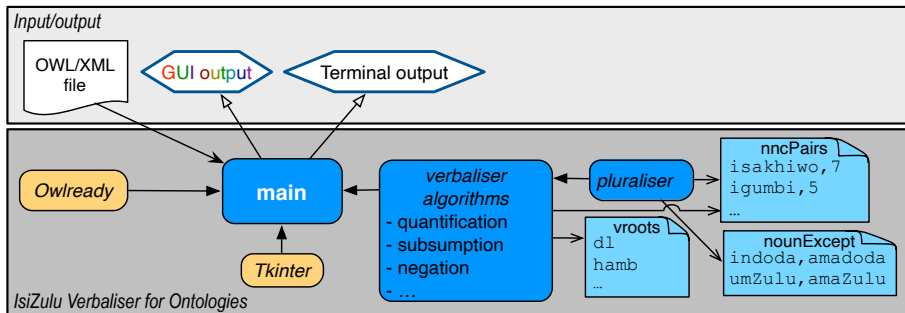 Input/output
OWL/XML
file
GUI output
Terminal output
Owlready
main
Tkinter
verbaliser
algorithms
- quantification
- subsumption
- negation
- ...
pluraliser
nncPairs
isakhiwo,7
igumbi,5
…
vroots
dl
hamb
…
nounExcept
indoda,amadoda
umZulu,amaZulu
IsiZulu Verbaliser for Ontologies